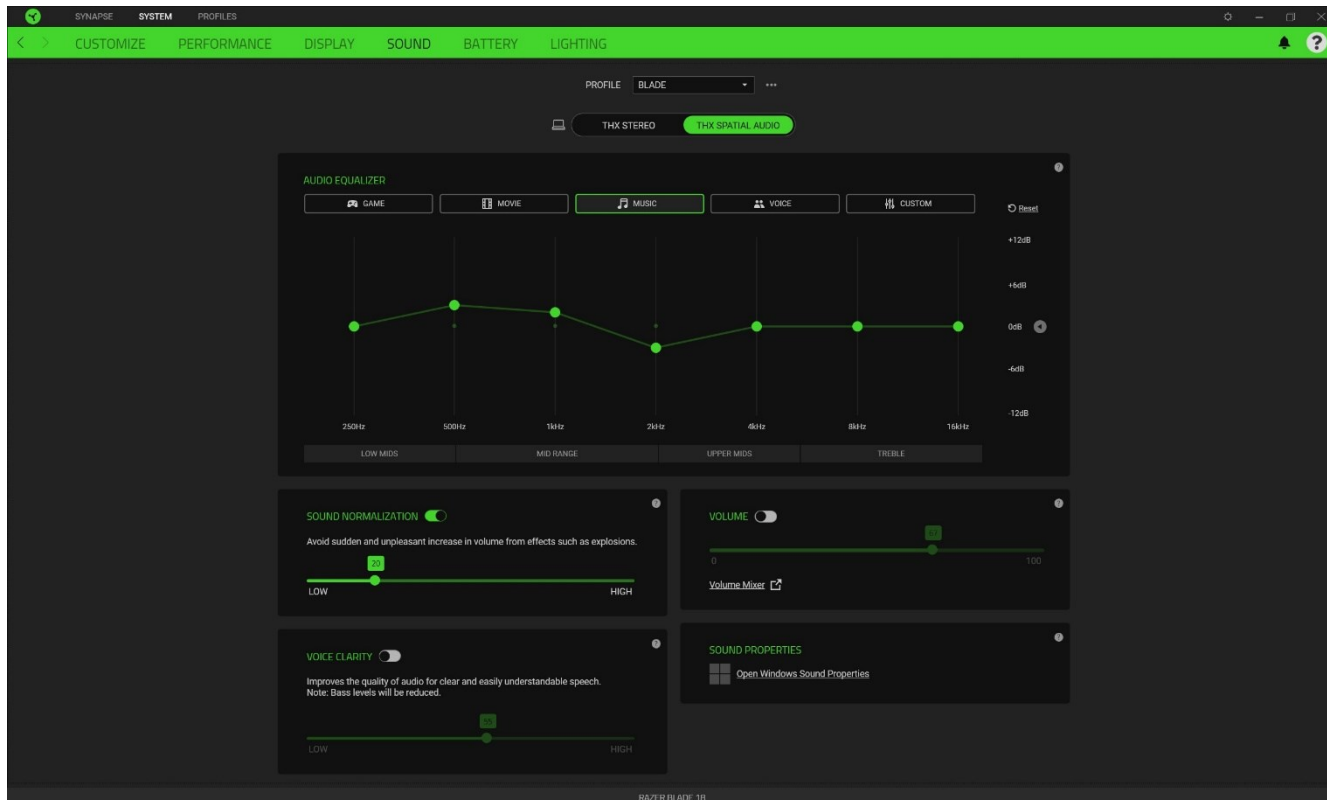 SYNAPSE SYSTEM PROFILES
CUSTOMIZE PERFORMANCE DISPLAY SOUND BATTERY LIGHTING
?
PROFILE BLADE
THX STEREO THX SPATIAL AUDIO
AUDIO EQUALIZER
GAME MOVIE MUSIC VOICE CUSTOM
Reset
+12dB
+6dB
0dB
-6dB
-12dB
250Hz 500Hz 1kHz 2kHz 4kHz 8kHz 16kHz
LOW MIDS MID RANGE UPPER MIDS TREBLE
SOUND NORMALIZATION
Avoid sudden and unpleasant increase in volume from effects such as explosions.
20
LOW HIGH
VOICE CLARITY
Improves the quality of audio for clear and easily understandable speech.
Note: Bass levels will be reduced.
55
LOW HIGH
VOLUME
67
0 100
Volume Mixer
SOUND PROPERTIES
Open Windows Sound Properties
RAZER BLADE 18